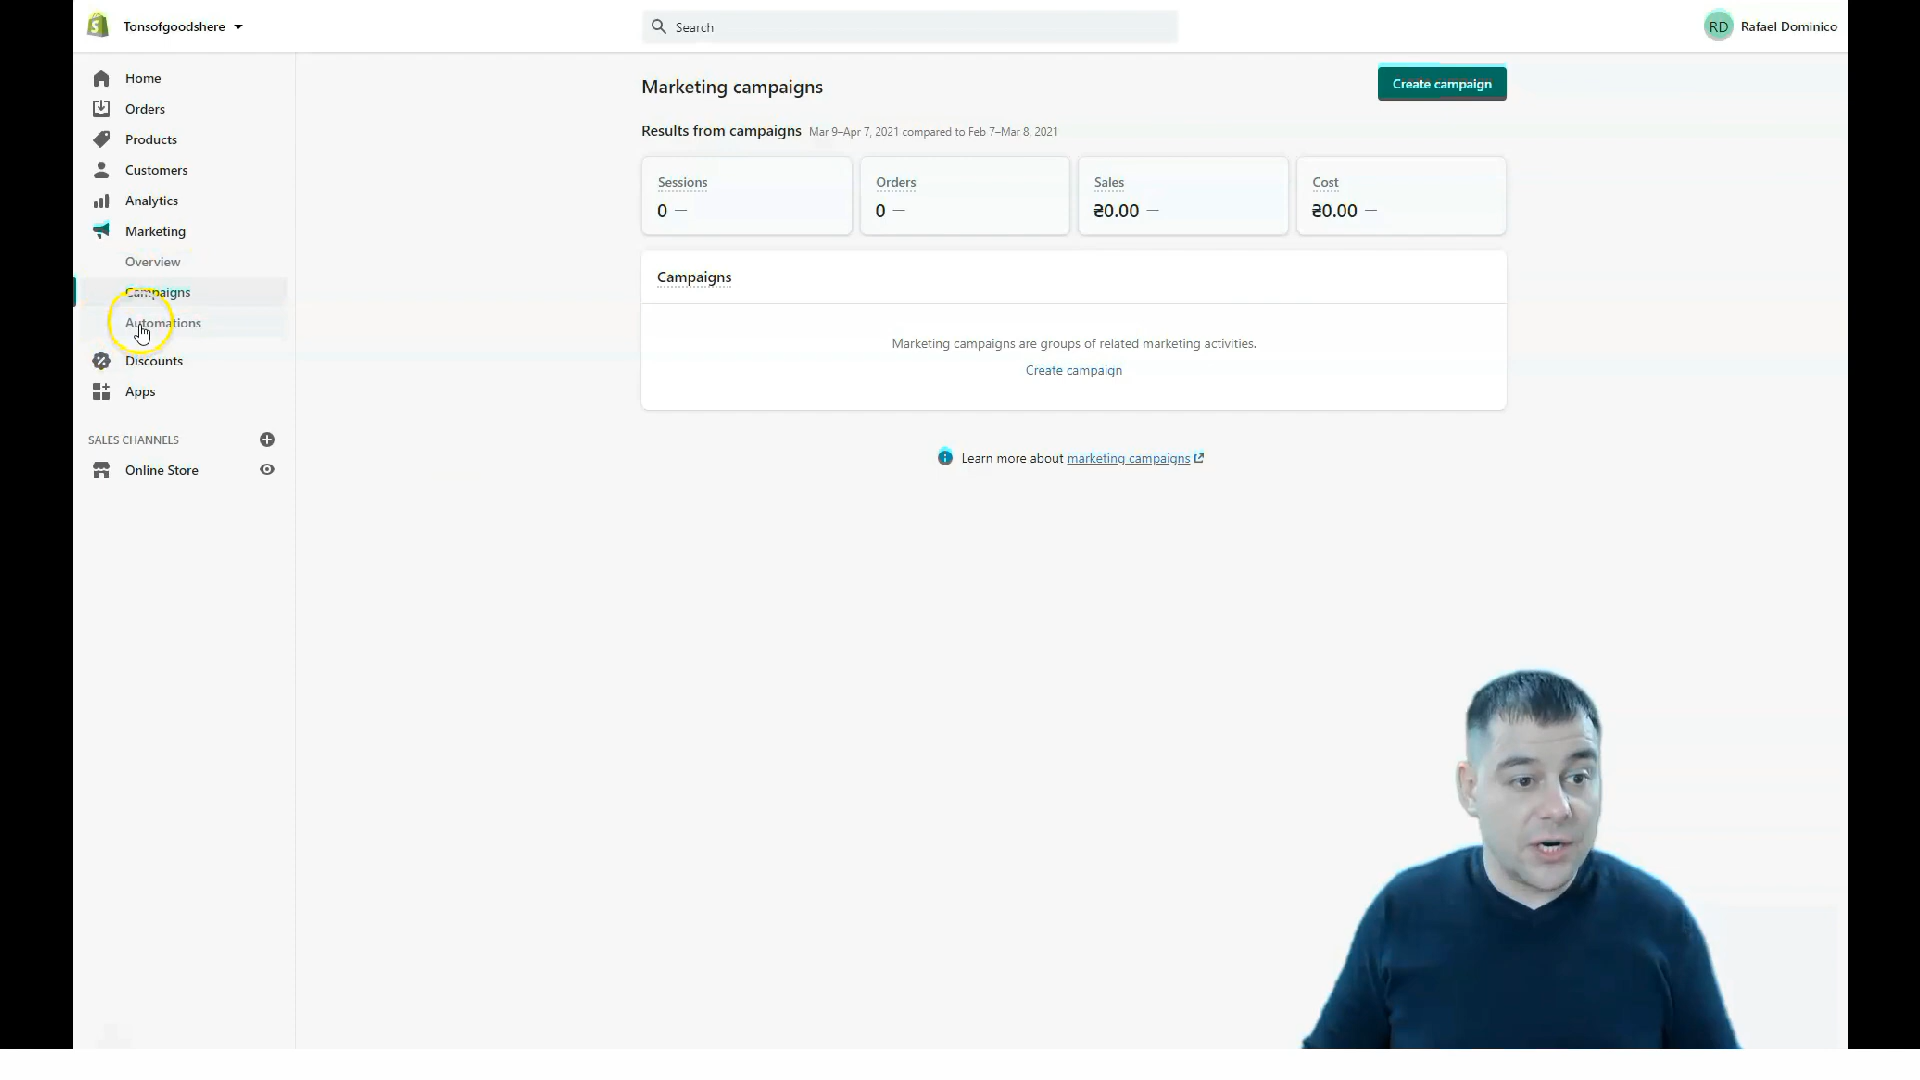 Tonsofgoodshere
Search
RD
Rafael Dominico
Home
Orders
Products
Customers
Analytics
Marketing
Overview
Campaigns
Automations
Discounts
Apps
SALES CHANNELS
Online Store
Marketing campaigns
Create campaign
Results from campaigns Mar 9–Apr 7, 2021 compared to Feb 7–Mar 8, 2021
Sessions
0 —
Orders
0 —
Sales
₴0.00 —
Cost
₴0.00 —
Campaigns
Marketing campaigns are groups of related marketing activities.
Create campaign
Learn more about marketing campaigns